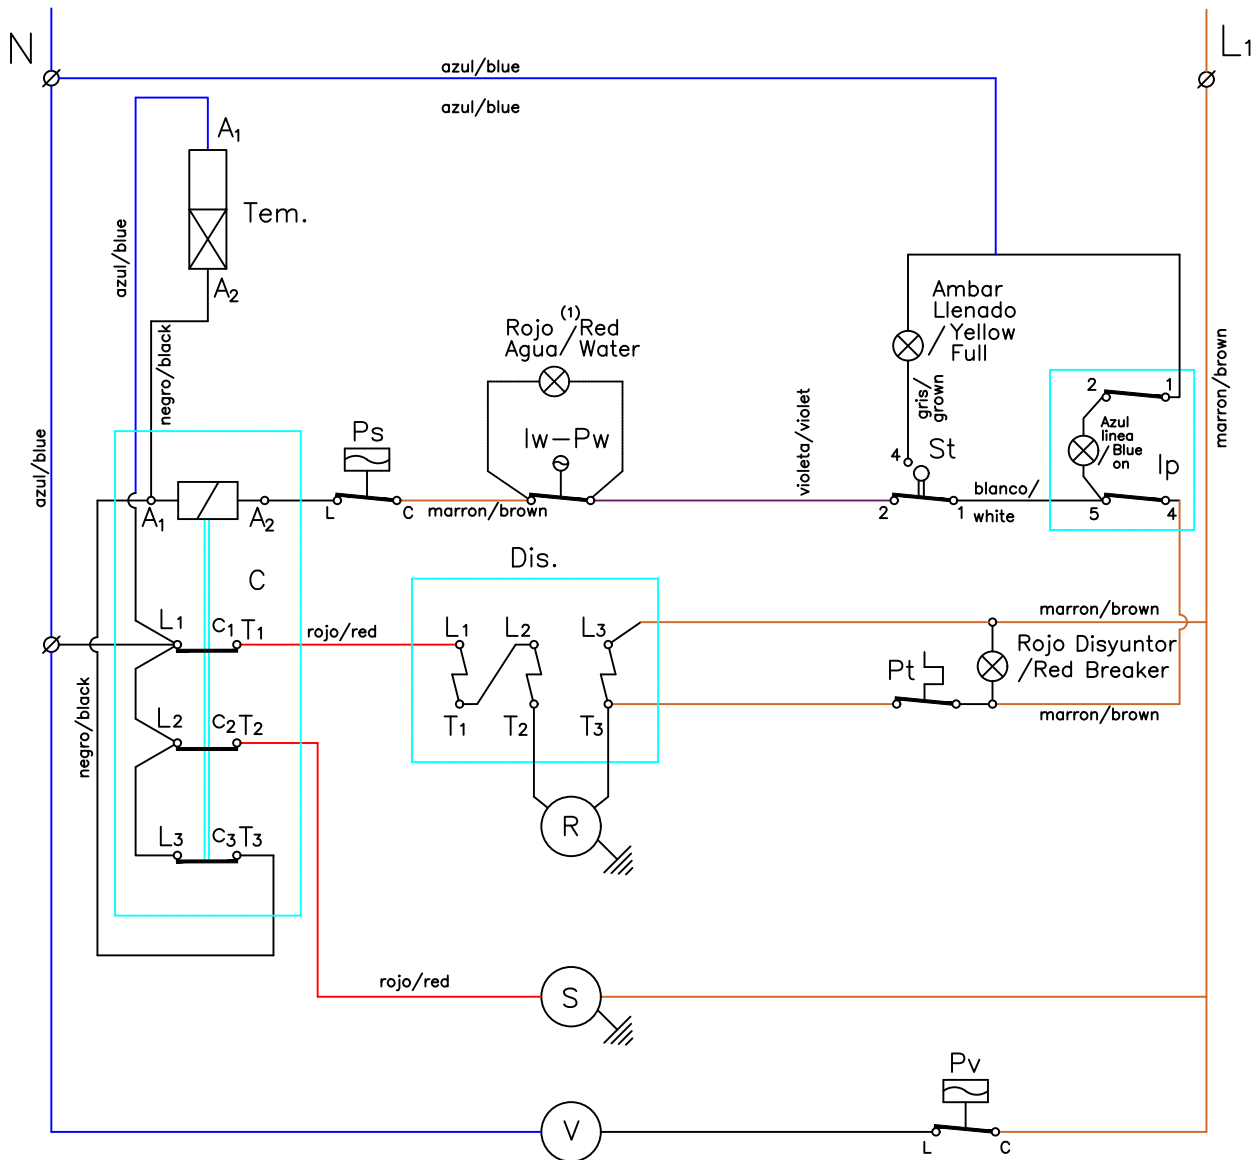 N
L1
azul/blue
azul/blue
A1
Tem.
azul/blue
A2
negro/black
Rojo (1)/Red
Agua/Water
Ambar
Llenado
/Yellow
Full
gris/
grown
marron/brown
2
1
Azul
linea
/Blue
on
Ip
5
4
Ps
L
C
marron/brown
Iw-Pw
violeta/violet
4
St
2
1
blanco/
white
azul/blue
A1
A2
C
Dis.
L1
C1
T1
rojo/red
L1
L2
L3
marron/brown
Rojo Disyuntor
/Red Breaker
Pt
marron/brown
T1
T2
T3
negro/black
L2
C2
T2
L3
C3
T3
R
rojo/red
S
Pv
V
L
C